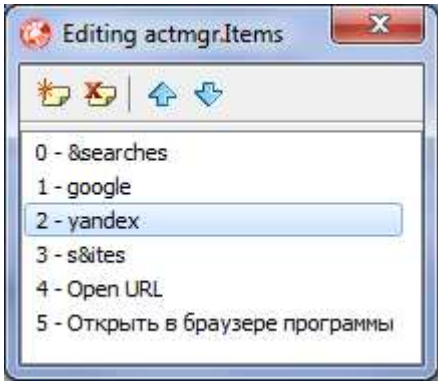 Editing actmgr.Items
0 - &searches
1 - google
2 - yandex
3 - s&ites
4 - Open URL
5 - Открыть в браузере программы